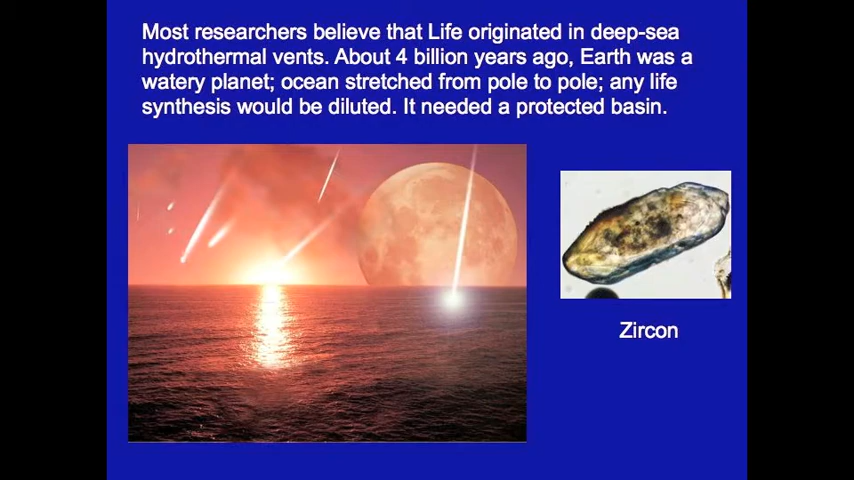 Most researchers believe that Life originated in deep-sea
hydrothermal vents. About 4 billion years ago, Earth was a
watery planet; ocean stretched from pole to pole; any life
synthesis would be diluted. It needed a protected basin.
Zircon